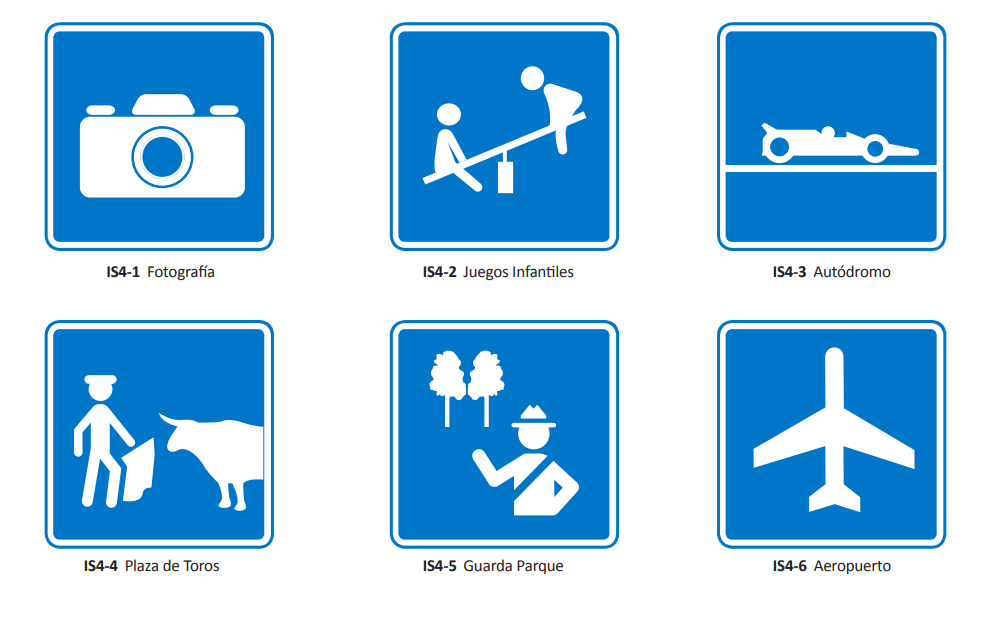 IS4-1 Fotografía
IS4-2 Juegos Infantiles
IS4-3 Autódromo
IS4-4 Plaza de Toros
IS4-5 Guarda Parque
IS4-6 Aeropuerto